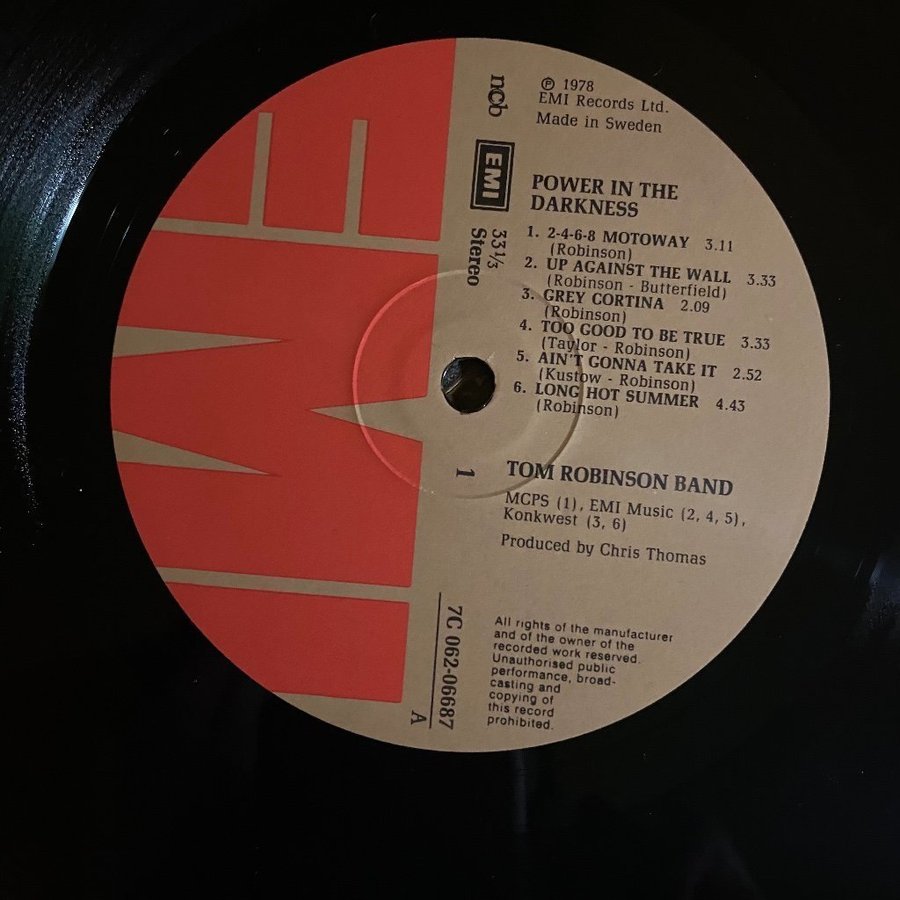 ℗ 1978
EMI Records Ltd.
Made in Sweden
ncb
EMI
33⅓
Stereo
POWER IN THE
DARKNESS
1. 2-4-6-8 MOTOWAY 3.11
(Robinson)
2. UP AGAINST THE WALL 3.33
(Robinson - Butterfield)
3. GREY CORTINA 2.09
(Robinson)
4. TOO GOOD TO BE TRUE 3.33
(Taylor - Robinson)
5. AIN'T GONNA TAKE IT 2.52
(Kustow - Robinson)
6. LONG HOT SUMMER 4.43
(Robinson)
1
TOM ROBINSON BAND
MCPS (1), EMI Music (2, 4, 5),
Konkwest (3, 6)
Produced by Chris Thomas
7C 062-06687
A
All rights of the manufacturer
and of the owner of the
recorded work reserved.
Unauthorised public
performance, broad-
casting and
copying of
this record
prohibited.
EMI